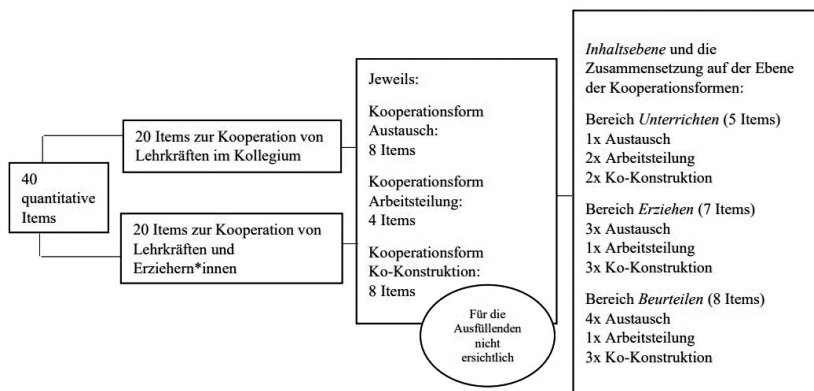 40
quantitative
Items
20 Items zur Kooperation von
Lehrkräften im Kollegium
20 Items zur Kooperation von
Lehrkräften und
Erziehern*innen
Jeweils:
Kooperationsform
Austausch:
8 Items
Kooperationsform
Arbeitsteilung:
4 Items
Kooperationsform
Ko-Konstruktion:
8 Items
Für die
Ausfüllenden
nicht
ersichtlich
Inhaltsebene und die
Zusammensetzung auf der Ebene
der Kooperationsformen:
Bereich Unterrichten (5 Items)
1x Austausch
2x Arbeitsteilung
2x Ko-Konstruktion
Bereich Erziehen (7 Items)
3x Austausch
1x Arbeitsteilung
3x Ko-Konstruktion
Bereich Beurteilen (8 Items)
4x Austausch
1x Arbeitsteilung
3x Ko-Konstruktion